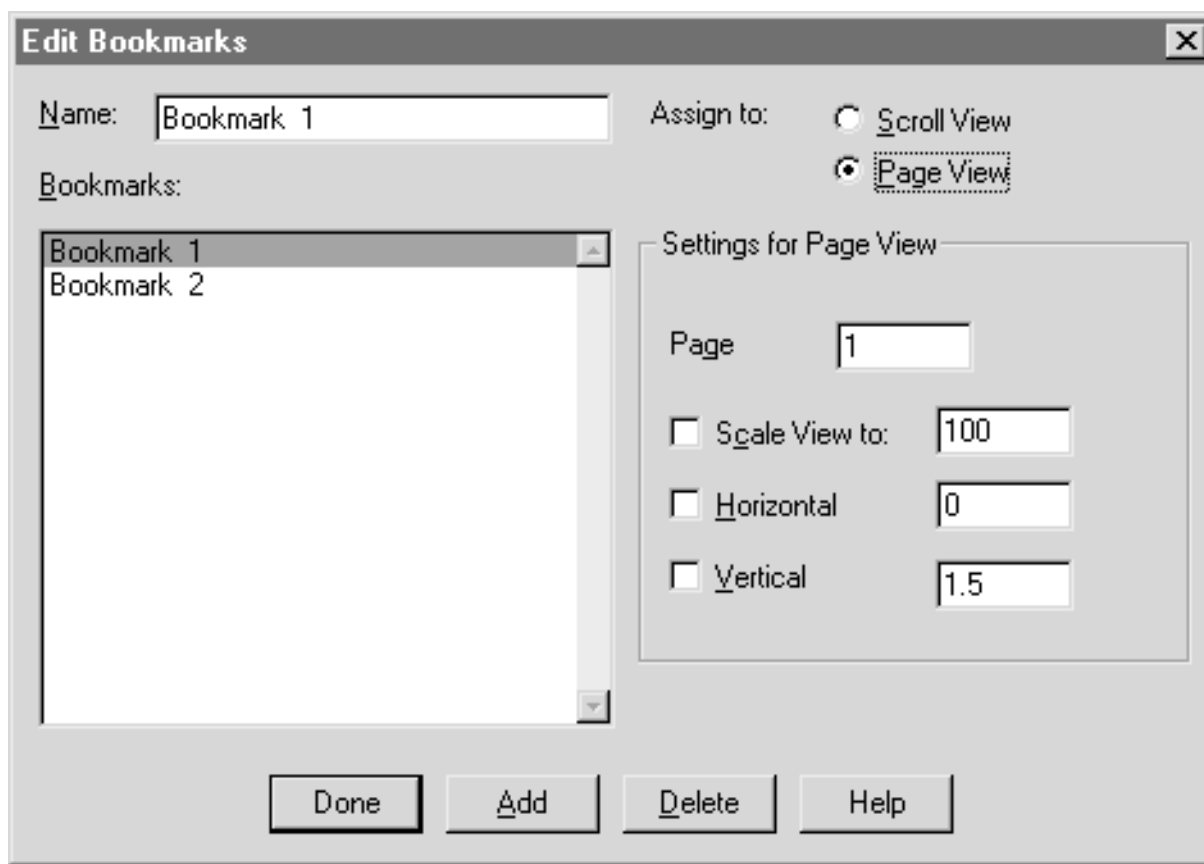 Edit Bookmarks
Name: Bookmark 1
Assign to: Scroll View
Page View
Bookmarks:
Bookmark 1
Bookmark 2
Settings for Page View
Page 1
Scale View to: 100
Horizontal 0
Vertical 1.5
Done Add Delete Help